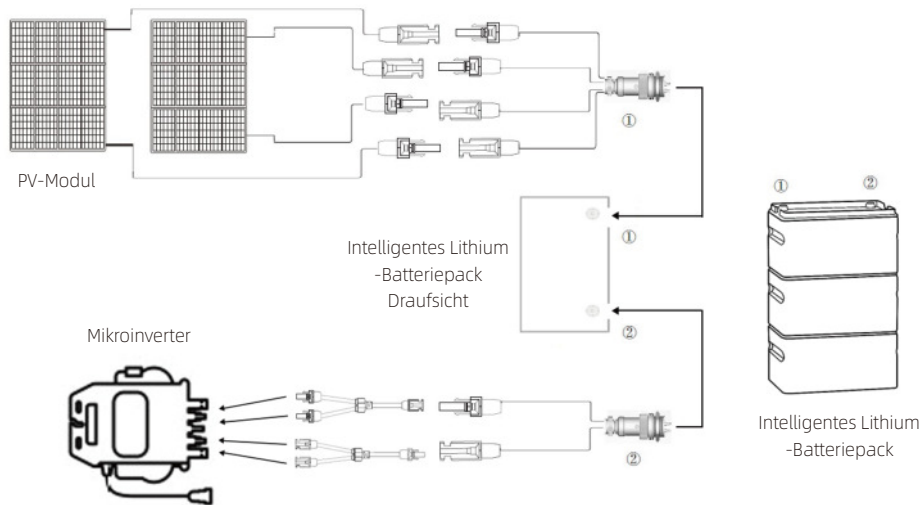 ①
PV-Modul
①
②
①
Intelligentes Lithium
-Batteriepack
Draufsicht
②
Mikroinverter
Intelligentes Lithium
-Batteriepack
②